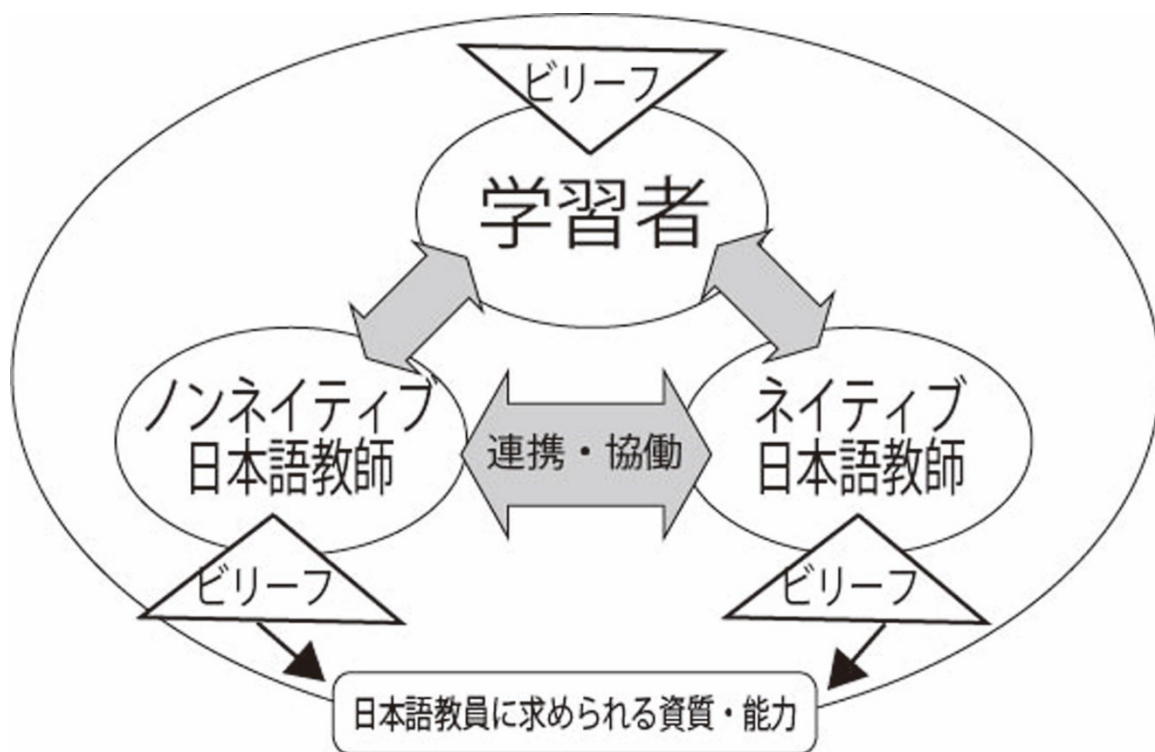 ビリーフ
学習者
ノンネイティブ
日本語教師
連携・協働
ネイティブ
日本語教師
ビリーフ
ビリーフ
日本語教員に求められる資質・能力